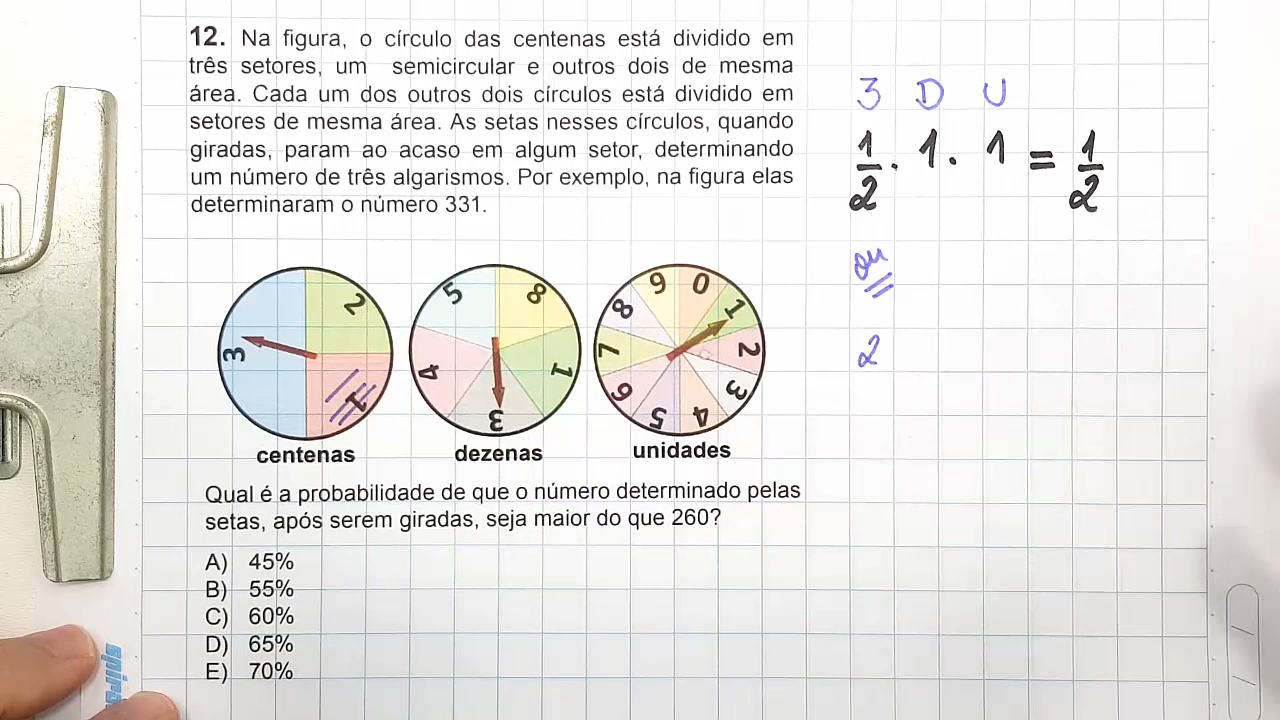 12. Na figura, o círculo das centenas está dividido em
três setores, um semicircular e outros dois de mesma
área. Cada um dos outros dois círculos está dividido em
setores de mesma área. As setas nesses círculos, quando
giradas, param ao acaso em algum setor, determinando
um número de três algarismos. Por exemplo, na figura elas
determinaram o número 331.
3 2 1
centenas
5 8 4 1 3
dezenas
9 0 8 1 7 2 6 3 5 4
unidades
Qual é a probabilidade de que o número determinado pelas
setas, após serem giradas, seja maior do que 260?
A) 45%
B) 55%
C) 60%
D) 65%
E) 70%
3 D U
1/2 . 1 . 1 = 1/2
ou
2
spiro